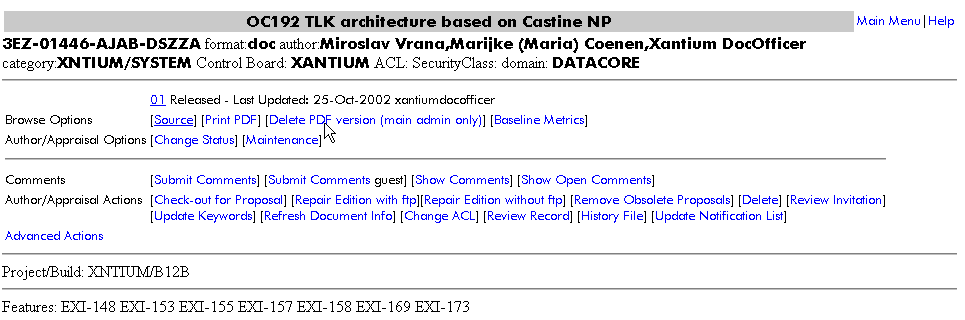 OC192 TLK architecture based on Castine NP Main Menu | Help
3EZ-01446-AJAB-DSZZA format:doc author:Miroslav Vrana,Marijke (Maria) Coenen,Xantium DocOfficer
category:XNTIUM/SYSTEM Control Board: XANTIUM ACL: SecurityClass: domain: DATACORE
01 Released - Last Updated: 25-Oct-2002 xantiumdocofficer
Browse Options [Source] [Print PDF] [Delete PDF version (main admin only)] [Baseline Metrics]
Author/Appraisal Options [Change Status] [Maintenance]
Comments [Submit Comments] [Submit Comments guest] [Show Comments] [Show Open Comments]
Author/Appraisal Actions [Check-out for Proposal] [Repair Edition with ftp][Repair Edition without ftp] [Remove Obsolete Proposals] [Delete] [Review Invitation]
[Update Keywords] [Refresh Document Info] [Change ACL] [Review Record] [History File] [Update Notification List]
Advanced Actions
Project/Build: XNTIUM/B12B
Features: EXI-148 EXI-153 EXI-155 EXI-157 EXI-158 EXI-169 EXI-173